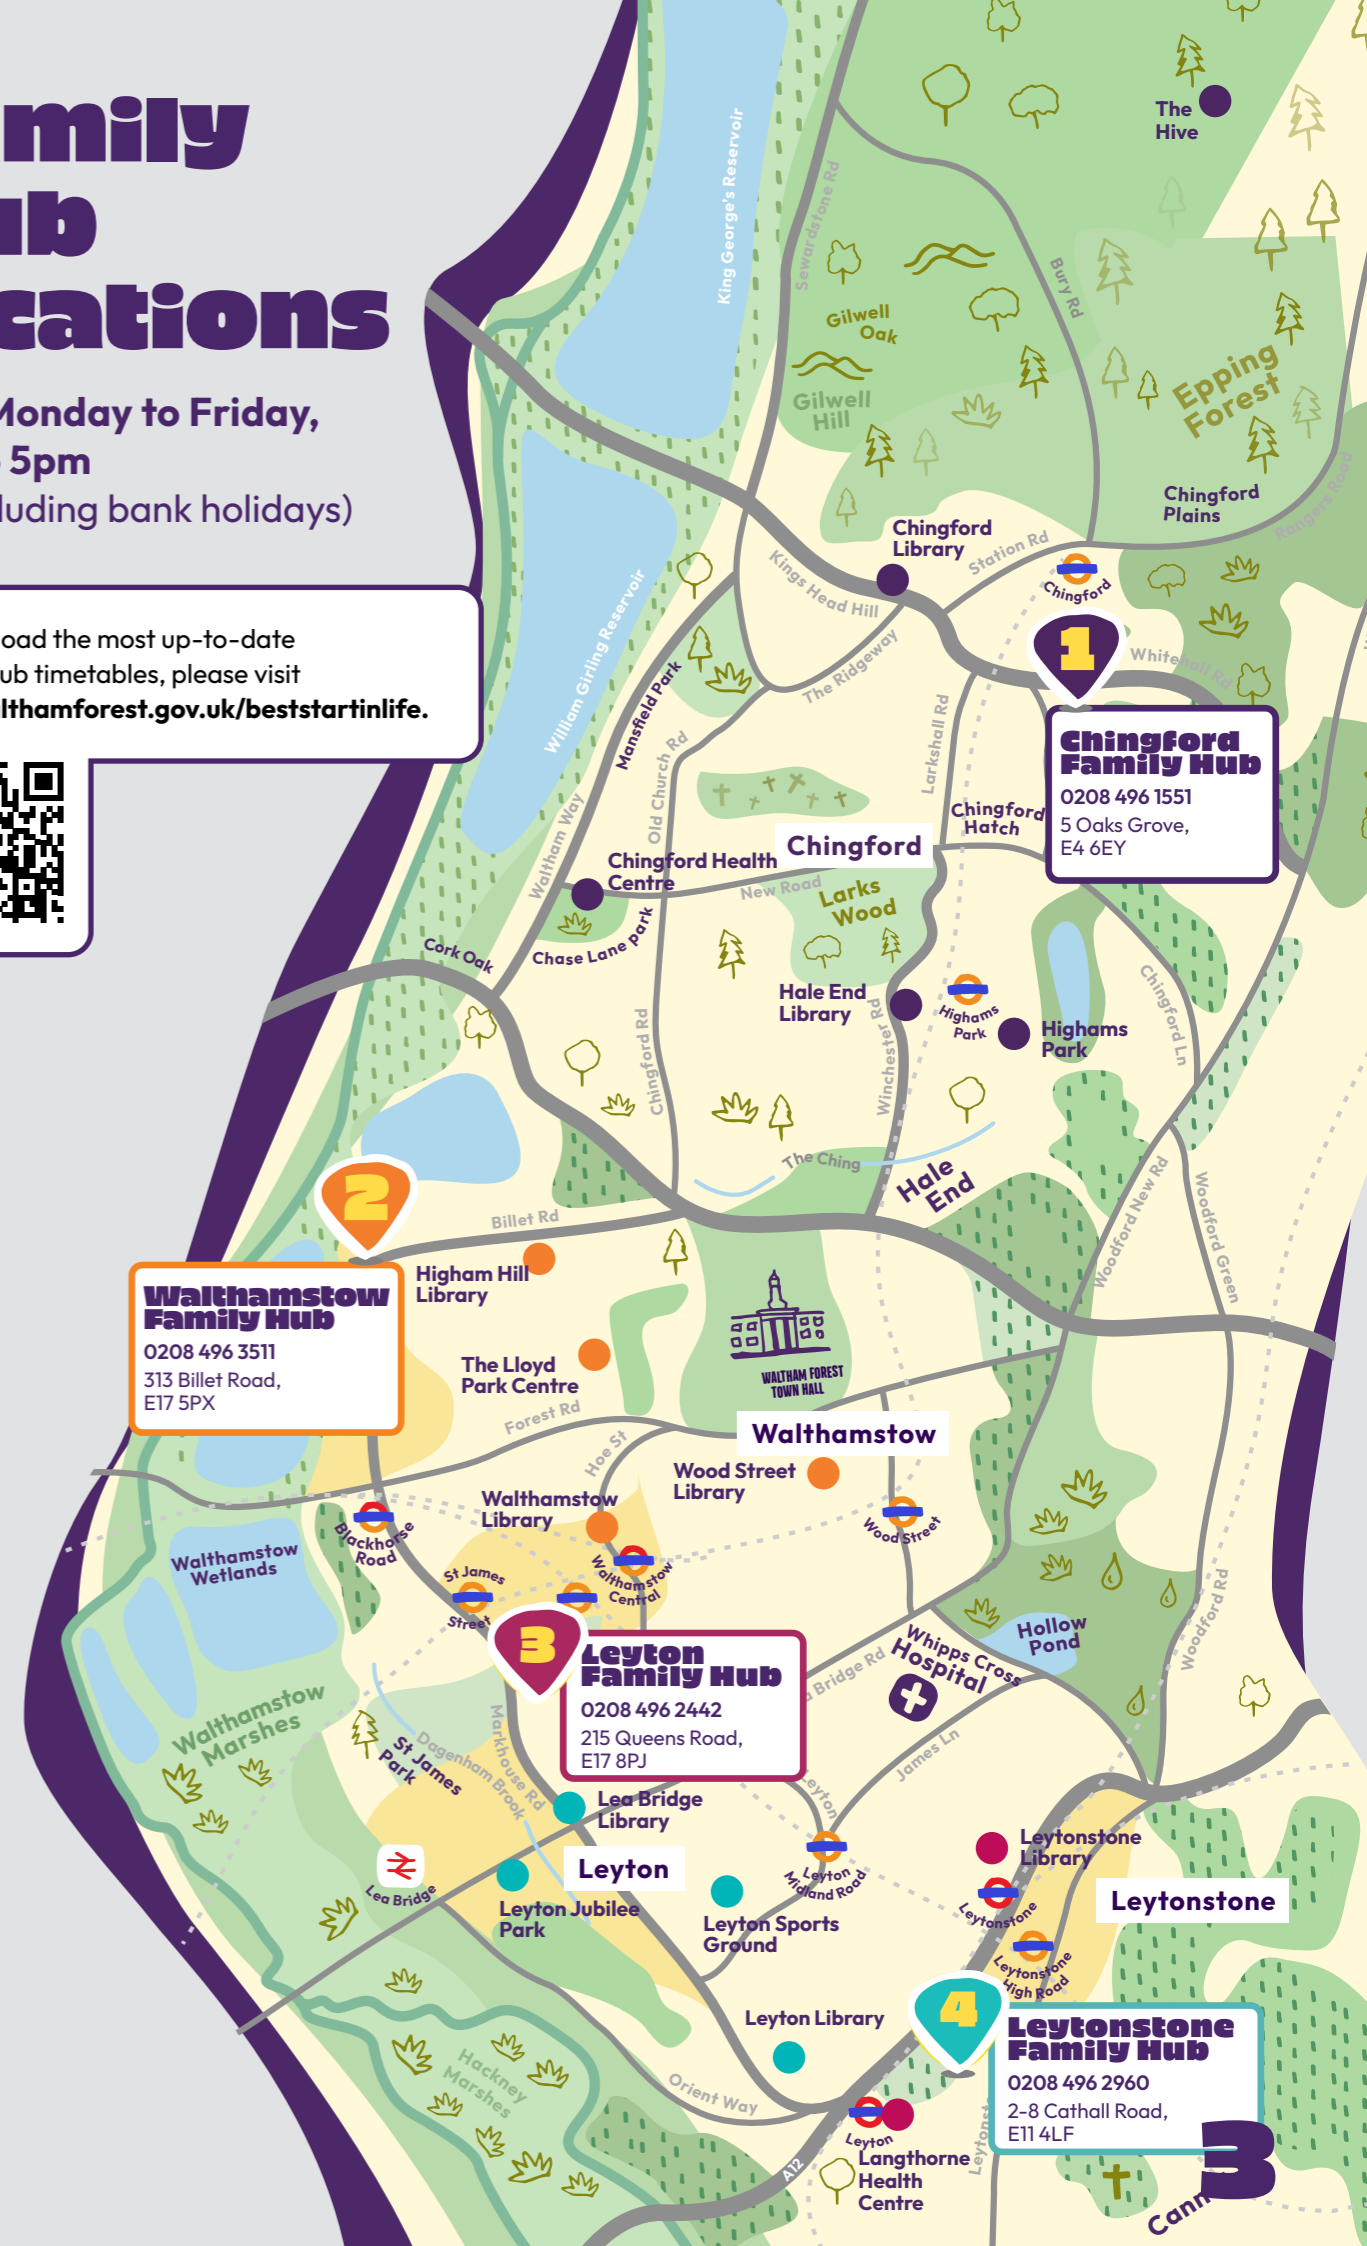 mily
ub
cations
Monday to Friday,
5pm
luding bank holidays)
oad the most up-to-date
ub timetables, please visit
althamforest.gov.uk/beststartinlife.
King George's Reservoir
Sewardstone Rd
The
Hive
Bury Rd
Gilwell
Oak
Gilwell
Hill
Epping
Forest
Chingford
Plains
Rangers Road
Chingford
Library
Station Rd
Chingford
Kings Head Hill
William Girling Reservoir
The Ridgeway
1
Whitehall Rd
Mansfield Park
Old Church Rd
Larkshall Rd
Chingford
Family Hub
0208 496 1551
5 Oaks Grove,
E4 6EY
Chingford
Hatch
Chingford
Waltham Way
Chingford Health
Centre
New Road
Larks
Wood
Chase Lane park
Cork Oak
Hale End
Library
Highams
Park
Highams
Park
Chingford Ln
Chingford Rd
Winchester Rd
The Ching
Hale
End
Woodford New Rd
Woodford Green
2
Billet Rd
Higham Hill
Library
Walthamstow
Family Hub
0208 496 3511
313 Billet Road,
E17 5PX
The Lloyd
Park Centre
WALTHAM FOREST
TOWN HALL
Forest Rd
Hoe St
Walthamstow
Wood Street
Library
Walthamstow
Library
Wood Street
Blackhorse
Road
Walthamstow
Wetlands
St James
Street
Walthamstow
Central
3
Leyton
Family Hub
0208 496 2442
215 Queens Road,
E17 8PJ
Hollow
Pond
Woodford Rd
Whipps Cross
Hospital
a Bridge Rd
Walthamstow
Marshes
St James
Park
Dagenham Brook
Markhouse Rd
James Ln
Leyton
Lea Bridge
Library
Leyton
Lea Bridge
Leyton Jubilee
Park
Leyton
Midland Road
Leyton Sports
Ground
Leytonstone
Library
Leytonstone
Leytonstone
Leytonstone
High Road
4
Leytonstone
Family Hub
0208 496 2960
2-8 Cathall Road,
E11 4LF
Leyton Library
Hackney
Marshes
Orient Way
Leyton
Langthorne
Health
Centre
A12
Leytonst
Cann
3